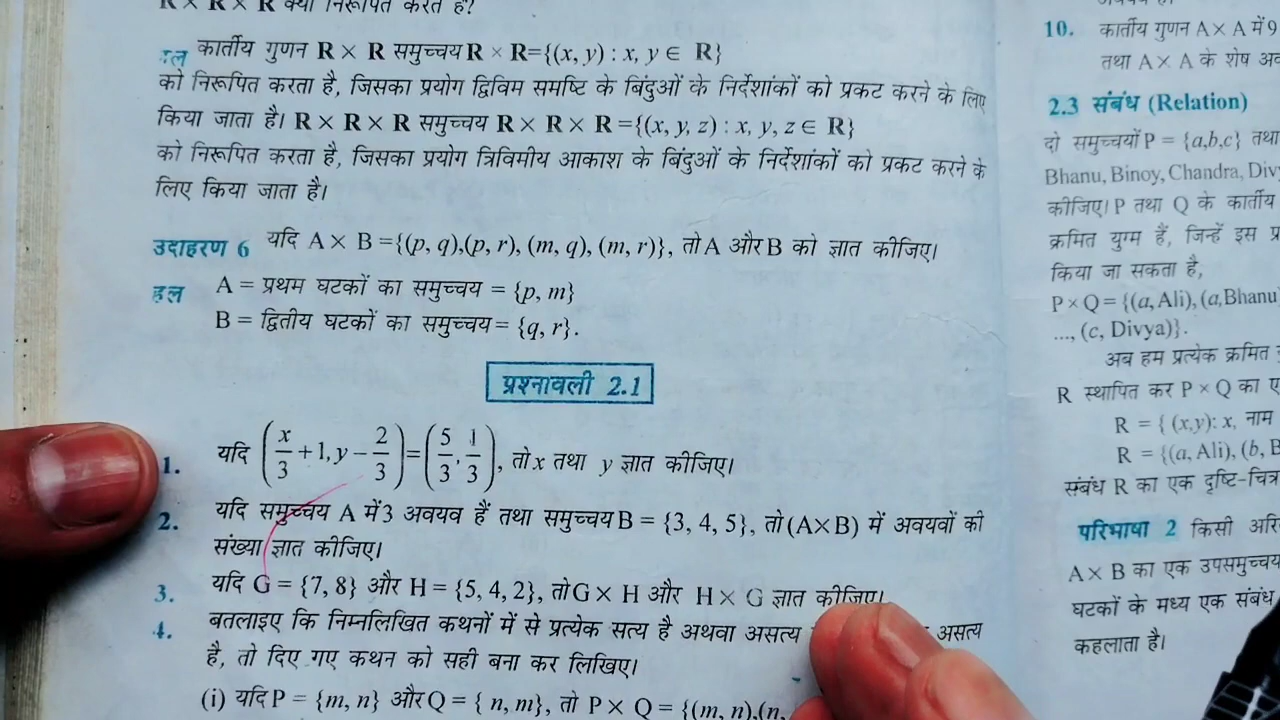 R × R × R क्या निरूपित करते हैं?
हल कार्तीय गुणन R × R समुच्चय R × R={(x, y) : x, y ∈ R}
को निरूपित करता है, जिसका प्रयोग द्विविम समष्टि के बिंदुओं के निर्देशांकों को प्रकट करने के लिए
किया जाता है। R × R × R समुच्चय R × R × R ={(x, y, z) : x, y, z ∈ R}
को निरूपित करता है, जिसका प्रयोग त्रिविमीय आकाश के बिंदुओं के निर्देशांकों को प्रकट करने के
लिए किया जाता है।
उदाहरण 6 यदि A × B ={(p, q),(p, r), (m, q), (m, r)}, तो A और B को ज्ञात कीजिए।
हल A = प्रथम घटकों का समुच्चय = {p, m}
B = द्वितीय घटकों का समुच्चय = {q, r}.
प्रश्नावली 2.1
1. यदि (x/3 + 1, y − 2/3) = (5/3, 1/3), तो x तथा y ज्ञात कीजिए।
2. यदि समुच्चय A में 3 अवयव हैं तथा समुच्चय B = {3, 4, 5}, तो (A×B) में अवयवों की
संख्या ज्ञात कीजिए।
3. यदि G = {7, 8} और H = {5, 4, 2}, तो G × H और H × G ज्ञात कीजिए।
4. बतलाइए कि निम्नलिखित कथनों में से प्रत्येक सत्य है अथवा असत्य असत्य
है, तो दिए गए कथन को सही बना कर लिखिए।
(i) यदि P = {m, n} और Q = { n, m}, तो P × Q = {(m, n),(n,
10. कार्तीय गुणन A × A में 9
तथा A × A के शेष
2.3 संबंध (Relation)
दो समुच्चयों P = {a,b,c} तथा
Bhanu, Binoy, Chandra,
कीजिए। P तथा Q के कार्तीय
क्रमित युग्म हैं, जिन्हें इस
किया जा सकता है,
P × Q = {(a, Ali), (a, Bhanu
..., (c, Divya)}.
अब हम प्रत्येक क्रमित
R स्थापित कर P × Q का
R = { (x,y): x, नाम
R = {(a, Ali), (b,
संबंध R का एक दृष्टि-चित्र
परिभाषा 2 किसी
A × B का एक उपसमुच्चय
घटकों के मध्य एक संबंध
कहलाता है।